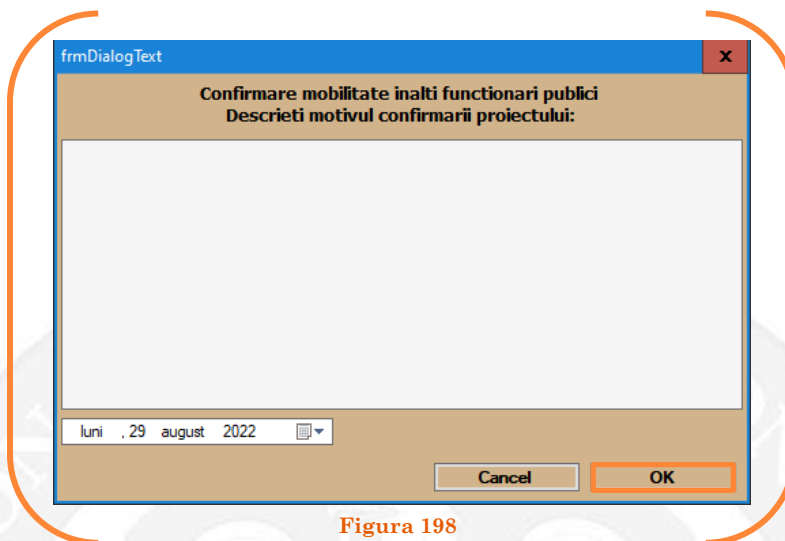 frmDialogText
x
Confirmare mobilitate inalti functionari publici
Descrieti motivul confirmarii proiectului:
luni , 29 august 2022
Cancel OK
Figura 198